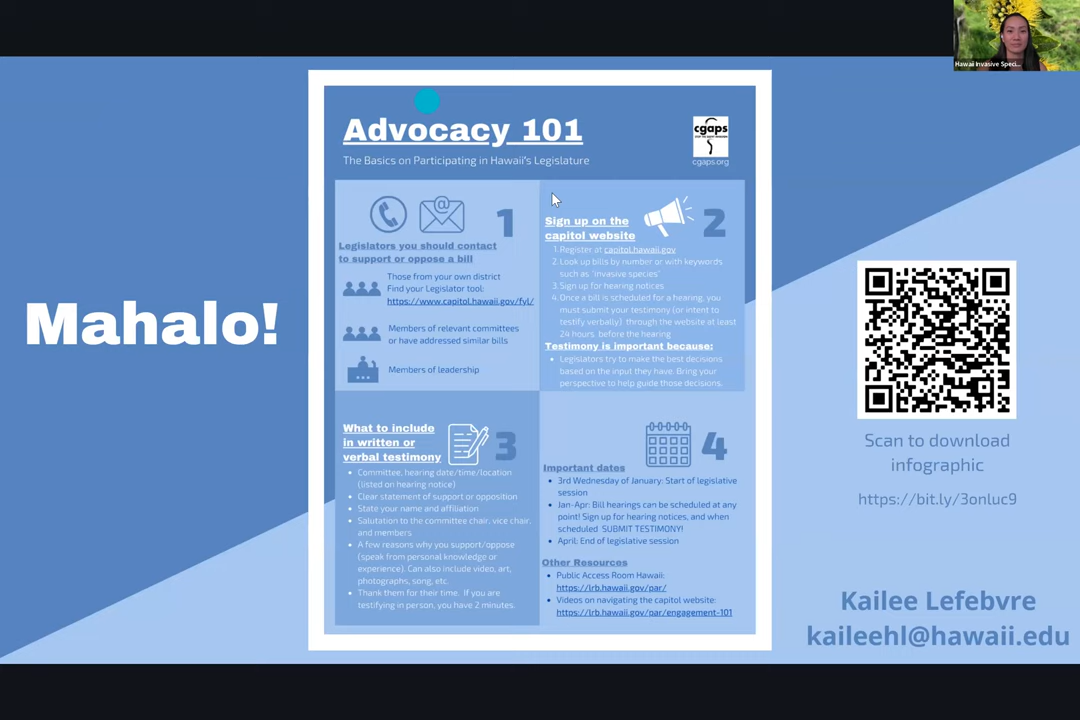 Hawaii Invasive Speci...
Mahalo!
Advocacy 101
The Basics on Participating in Hawaii's Legislature
cgaps
cgaps.org
1
Legislators you should contact
to support or oppose a bill
Those from your own district
Find your Legislator tool:
https://www.capitol.hawaii.gov/fyl/
Members of relevant committees
or have addressed similar bills
Members of leadership
2
Sign up on the
capitol website
1. Register at capitol.hawaii.gov
2. Look up bills by number or with keywords
such as "invasive species"
3. Sign up for hearing notices
4. Once a bill is scheduled for a hearing, you
must submit your testimony (or intent to
testify verbally) through the website at least
24 hours before the hearing
Testimony is important because:
• Legislators try to make the best decisions
based on the input they have. Bring your
perspective to help guide those decisions.
3
What to include
in written or
verbal testimony
• Committee, hearing date/time/location
(listed on hearing notice)
• Clear statement of support or opposition
• State your name and affiliation
• Salutation to the committee chair, vice chair,
and members
• A few reasons why you support/oppose
(speak from personal knowledge or
experience). Can also include video, art,
photographs, song, etc.
• Thank them for their time. If you are
testifying in person, you have 2 minutes.
4
Important dates
• 3rd Wednesday of January: Start of legislative
session
• Jan-Apr: Bill hearings can be scheduled at any
point! Sign up for hearing notices, and when
scheduled SUBMIT TESTIMONY!
• April: End of legislative session
Other Resources
• Public Access Room Hawaii:
https://lrb.hawaii.gov/par/
• Videos on navigating the capitol website:
https://lrb.hawaii.gov/par/engagement-101
Scan to download
infographic
https://bit.ly/3onluc9
Kailee Lefebvre
kaileehl@hawaii.edu